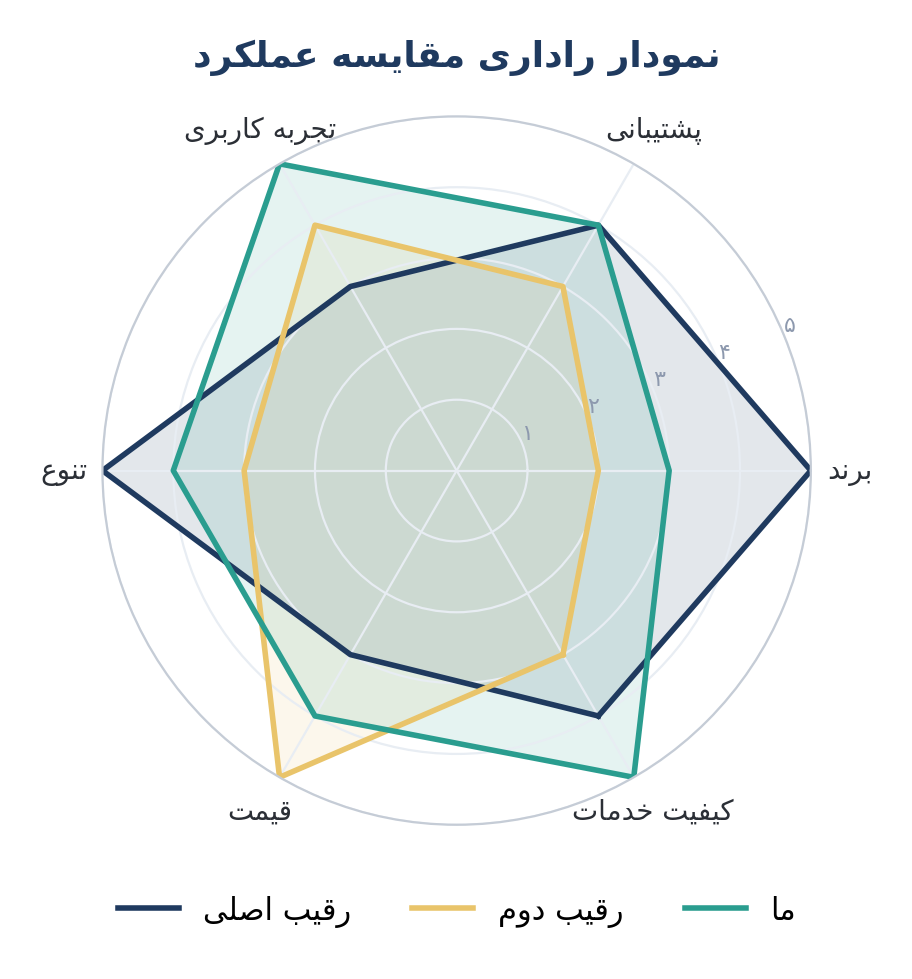 نمودار راداری مقایسه عملکرد
پشتیبانی
تجربه کاربری
۵
۴
۳
۲
۱
برند
تنوع
کیفیت خدمات
قیمت
ما
رقیب دوم
رقیب اصلی